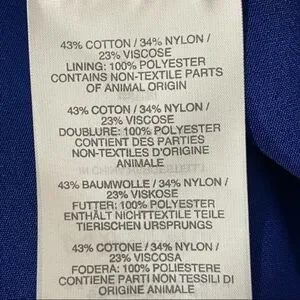 43% COTTON / 34% NYLON /
23% VISCOSE
LINING: 100% POLYESTER
CONTAINS NON-TEXTILE PARTS
OF ANIMAL ORIGIN
43% COTON / 34% NYLON /
23% VISCOSE
DOUBLURE: 100% POLYESTER
CONTIENT DES PARTIES
NON-TEXTILES D'ORIGINE
ANIMALE
43% BAUMWOLLE / 34% NYLON /
23% VISKOSE
FUTTER: 100% POLYESTER
ENTHÄLT NICHTTEXTILE TEILE
TIERISCHEN URSPRUNGS
43% COTONE / 34% NYLON /
23% VISCOSA
FODERA: 100% POLIESTERE
CONTIENE PARTI NON TESSILI DI
ORIGINE ANIMALE